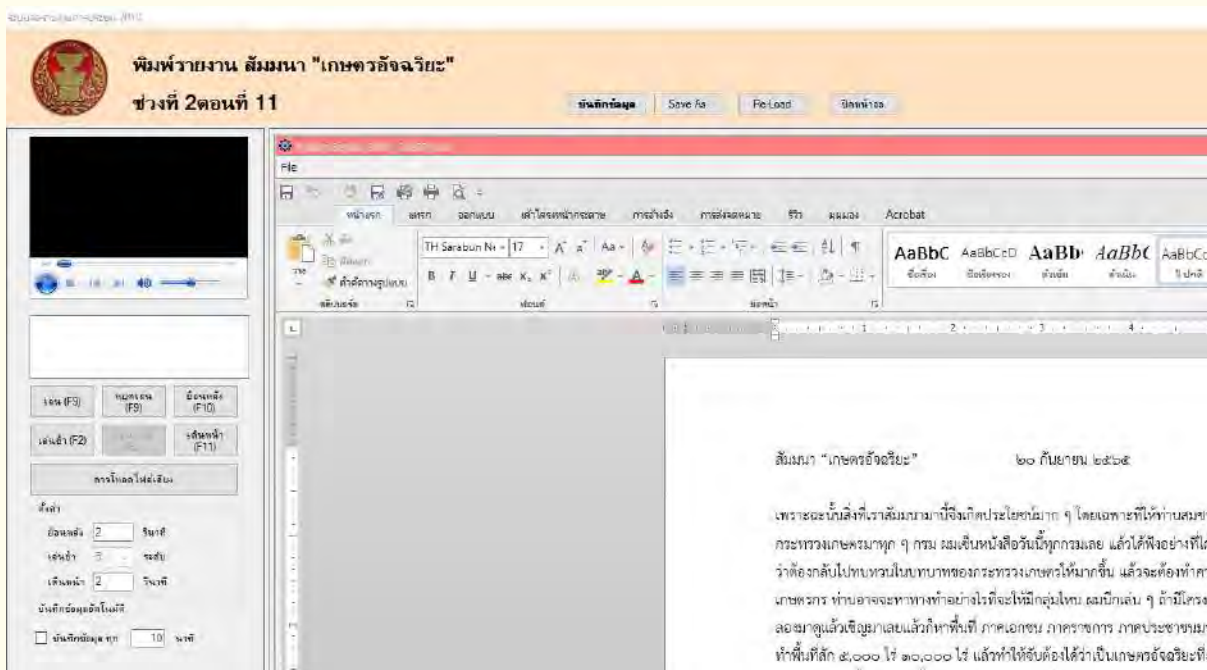 พิมพ์รายงาน สัมมนา "เกษตรอัจฉริยะ"
ช่วงที่ 2ตอนที่ 11
บันทึกข้อมูล Save As Re-Load ปิดหน้าจอ
File
หน้าแรก แทรก ออกแบบ เค้าโครงหน้ากระดาษ การอ้างอิง การส่งจดหมาย รีวิว มุมมอง Acrobat
TH Sarabun Ne 17 Aa
AaBbC AaBbCcD AaBb AaBbC AaBbCc
วาง ตัวคัดวางรูปแบบ
B I U abc X, X² A
คลิปบอร์ด ฟอนต์ ย่อหน้า
1 2 3 4
(F9) (F9) ย้อนหลัง (F10)
เล่นช้า (F2) เดินหน้า (F11)
การโหลดไฟล์เสียง
ตั้งค่า
ย้อนหลัง 2 วินาที
เล่นช้า ระดับ
เดินหน้า 2 วินาที
บันทึกข้อมูลอัตโนมัติ
บันทึกข้อมูล ทุก 10 นาที
สัมมนา “เกษตรอัจฉริยะ” ๒๐ กันยายน ๒๕๖๕
เพราะฉะนั้นสิ่งที่เราสัมมนามานี้จึงเกิดประโยชน์มาก ๆ โดยเฉพาะที่ให้ท่านสมช
กระทรวงเกษตรมาทุก ๆ กรม ผมเซ็นหนังสือวันนี้ทุกกรมเลย แล้วได้ฟังอย่างที่ใส
ว่าต้องกลับไปทบทวนในบทบาทของกระทรวงเกษตรให้มากขึ้น แล้วจะต้องทำคว
เกษตรกร ท่านอาจจะหาทางทำอย่างไรที่จะให้มีกลุ่มไหน ผมนึกเล่น ๆ ถ้ามีโครง
ลองมาดูแล้วเชิญมาเลยแล้วก็หาพื้นที่ ภาคเอกชน ภาคราชการ ภาคประชาชนมา
ทำพื้นที่สัก ๕,๐๐๐ ไร่ ๑๐,๐๐๐ ไร่ แล้วทำให้จับต้องได้ว่าเป็นเกษตรอัจฉริยะที่